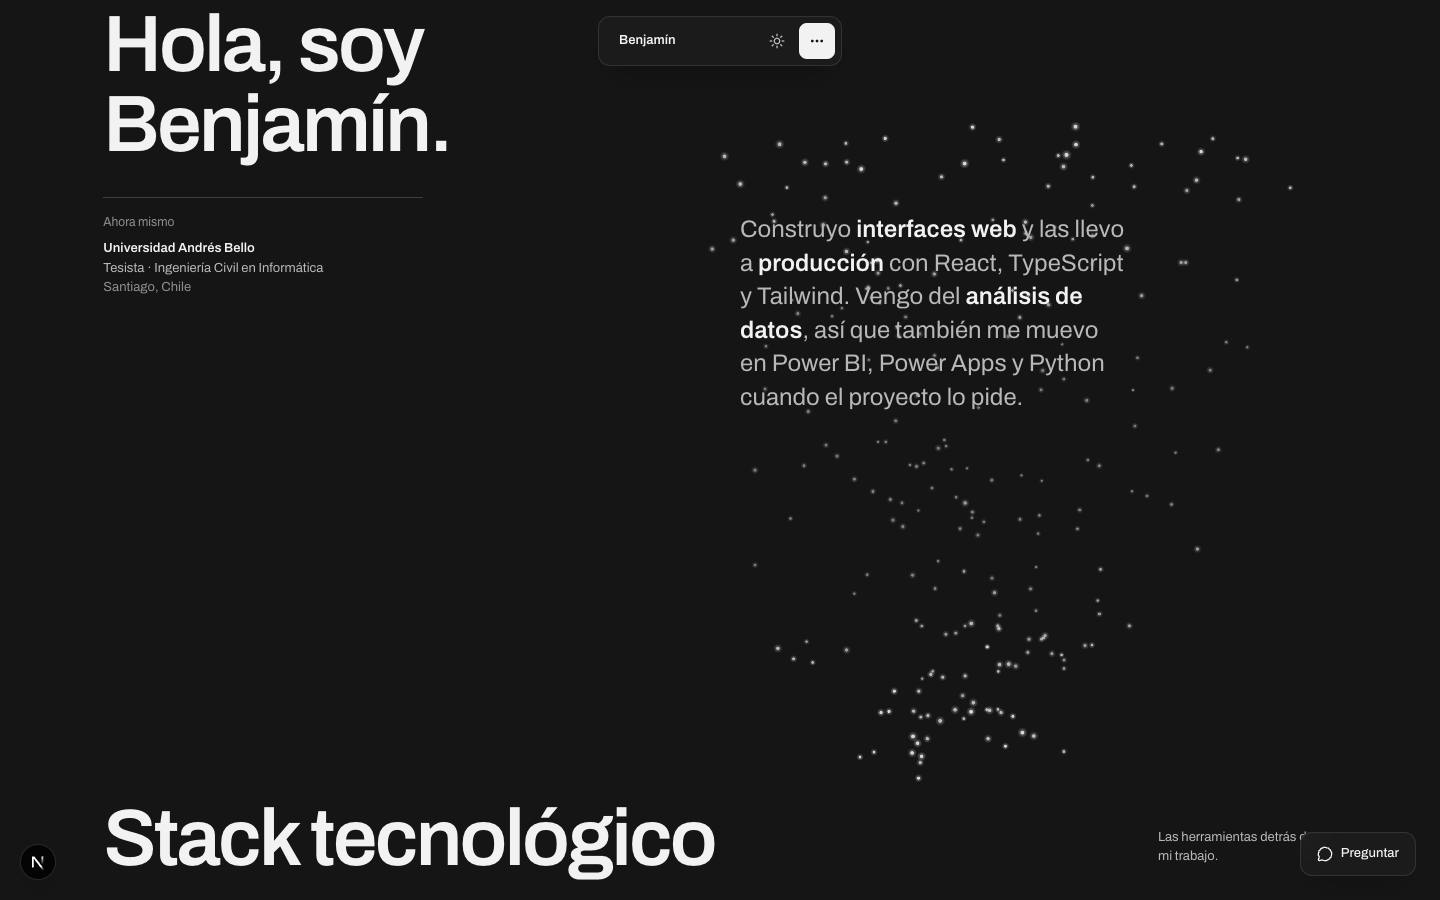 Hola, soy
Benjamín.
Benjamín
Ahora mismo
Universidad Andrés Bello
Tesista · Ingeniería Civil en Informática
Santiago, Chile
Construyo interfaces web y las llevo
a producción con React, TypeScript
y Tailwind. Vengo del análisis de
datos, así que también me muevo
en Power BI, Power Apps y Python
cuando el proyecto lo pide.
Stack tecnológico
Las herramientas detrás
mi trabajo.
Preguntar
N